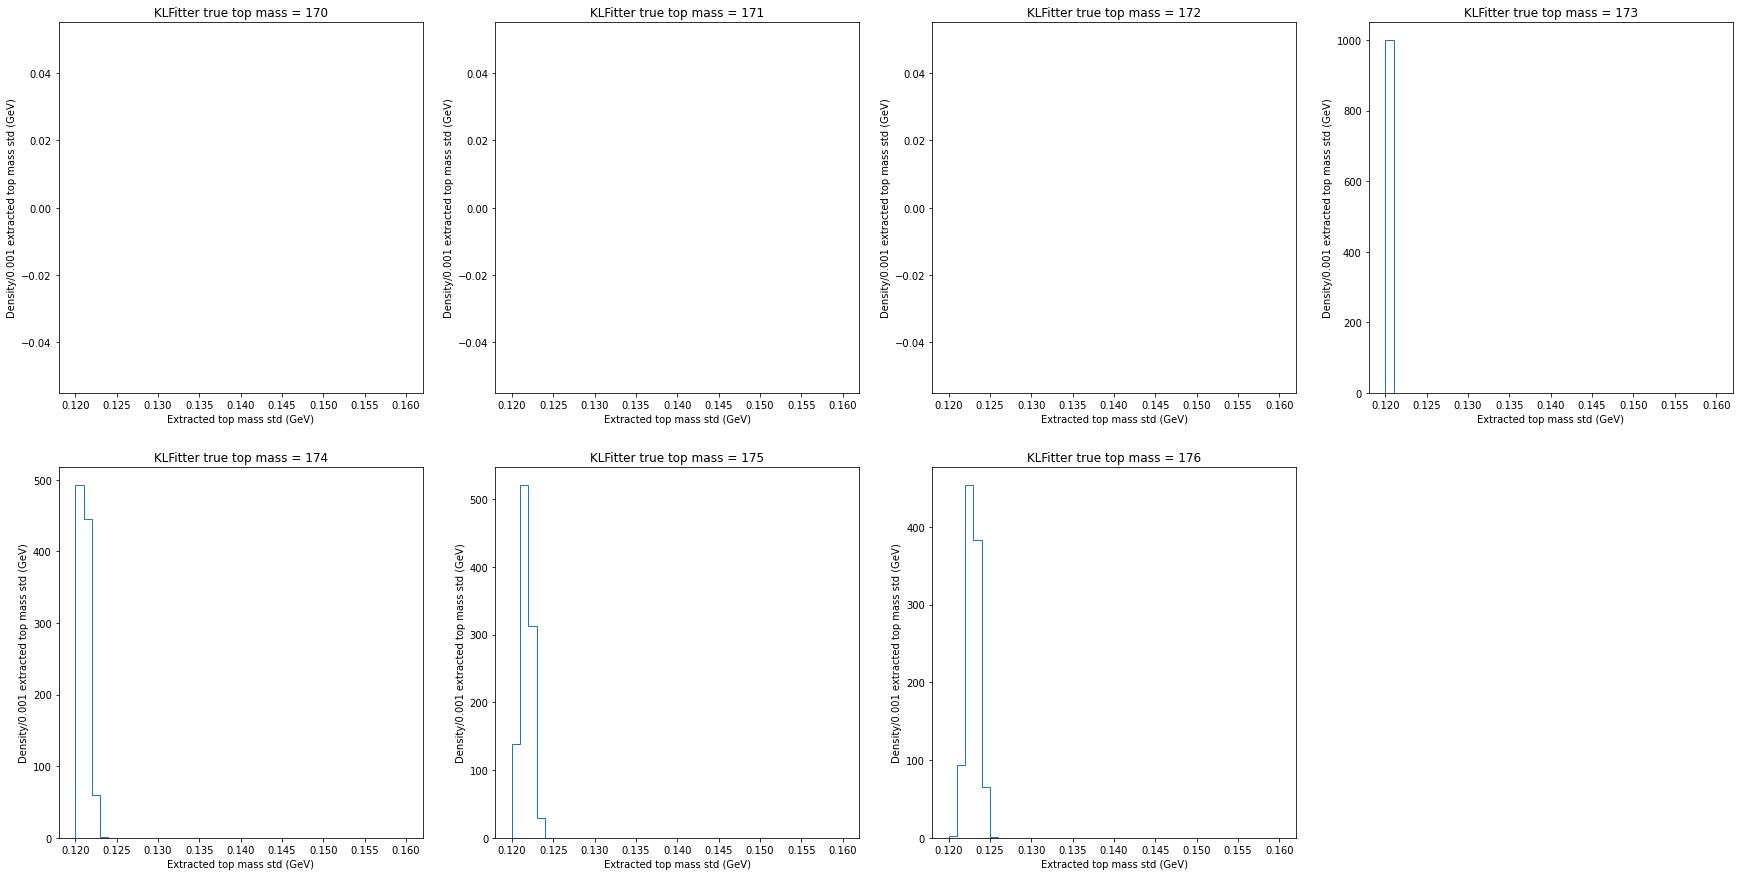 KLFitter true top mass = 170
KLFitter true top mass = 171
KLFitter true top mass = 172
KLFitter true top mass = 173
Density/0.001 extracted top mass std (GeV)
0.04
0.02
0.00
−0.02
−0.04
0.120 0.125 0.130 0.135 0.140 0.145 0.150 0.155 0.160
Extracted top mass std (GeV)
Density/0.001 extracted top mass std (GeV)
0.04
0.02
0.00
−0.02
−0.04
0.120 0.125 0.130 0.135 0.140 0.145 0.150 0.155 0.160
Extracted top mass std (GeV)
Density/0.001 extracted top mass std (GeV)
0.04
0.02
0.00
−0.02
−0.04
0.120 0.125 0.130 0.135 0.140 0.145 0.150 0.155 0.160
Extracted top mass std (GeV)
Density/0.001 extracted top mass std (GeV)
1000
800
600
400
200
0
0.120 0.125 0.130 0.135 0.140 0.145 0.150 0.155 0.160
Extracted top mass std (GeV)
KLFitter true top mass = 174
KLFitter true top mass = 175
KLFitter true top mass = 176
Density/0.001 extracted top mass std (GeV)
500
400
300
200
100
0
0.120 0.125 0.130 0.135 0.140 0.145 0.150 0.155 0.160
Extracted top mass std (GeV)
Density/0.001 extracted top mass std (GeV)
500
400
300
200
100
0
0.120 0.125 0.130 0.135 0.140 0.145 0.150 0.155 0.160
Extracted top mass std (GeV)
Density/0.001 extracted top mass std (GeV)
400
300
200
100
0
0.120 0.125 0.130 0.135 0.140 0.145 0.150 0.155 0.160
Extracted top mass std (GeV)